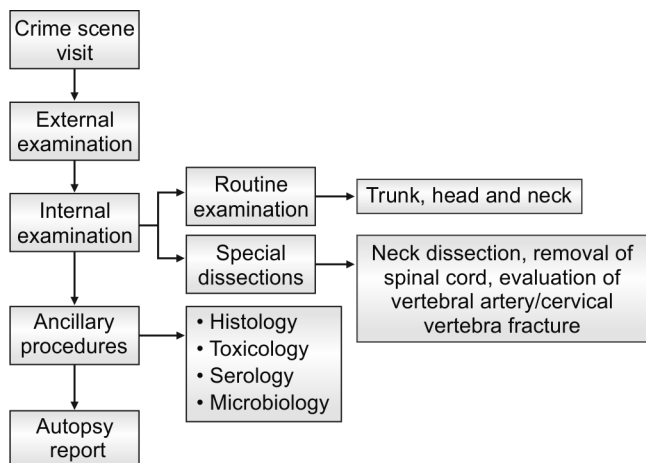 Crime scene
visit
External
examination
Internal
examination
Routine
examination
Trunk, head and neck
Special
dissections
Neck dissection, removal of
spinal cord, evaluation of
vertebral artery/cervical
vertebra fracture
Ancillary
procedures
• Histology
• Toxicology
• Serology
• Microbiology
Autopsy
report